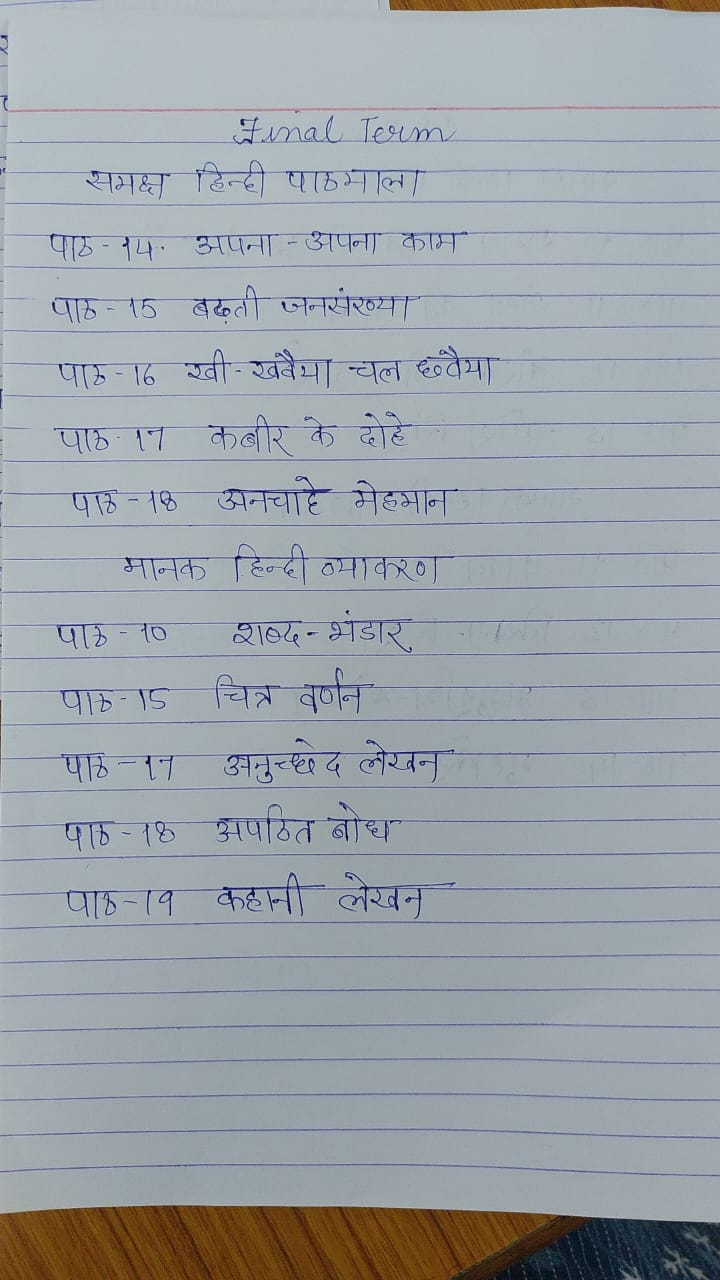 Final Term
समक्ष हिन्दी पाठमाला
पाठ - 14. अपना - अपना काम
पाठ - 15 बढ़ती जनसंख्या
पाठ - 16 खी - खवैया चल छवैया
पाठ - 17 कबीर के दोहे
पाठ - 18 अनचाहे मेहमान
मानक हिन्दी व्याकरण
पाठ - 10 शब्द - भंडार
पाठ - 15 चित्र वर्णन
पाठ - 17 अनुच्छेद लेखन
पाठ - 18 अपठित बोध
पाठ - 19 कहानी लेखन